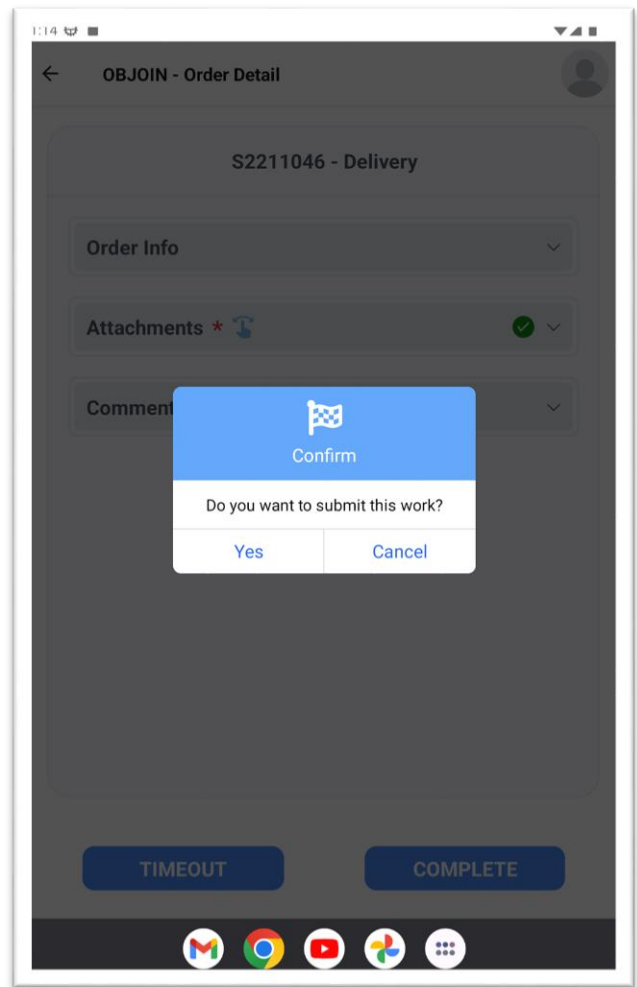 1:14
OBJOIN - Order Detail
S2211046 - Delivery
Order Info
Attachments *
Comment
Confirm
Do you want to submit this work?
Yes
Cancel
TIMEOUT
COMPLETE